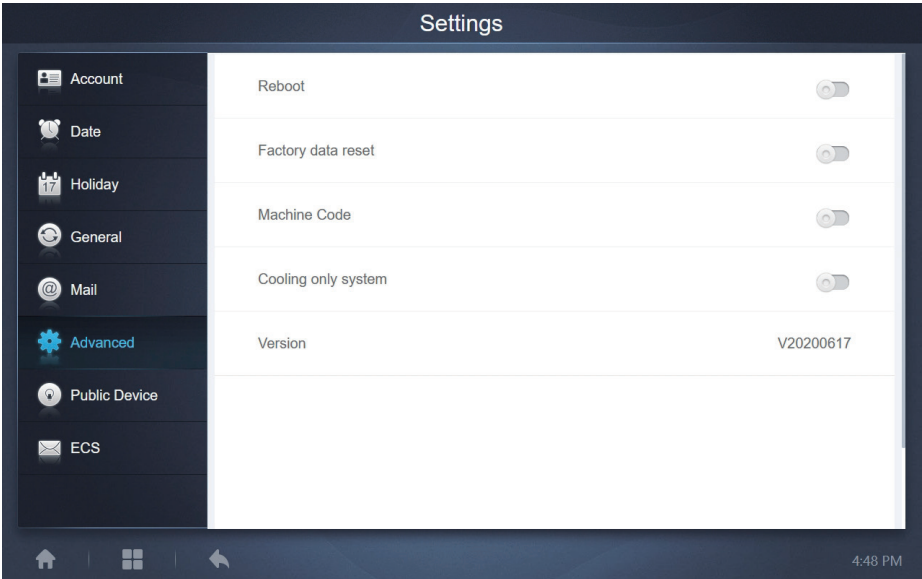 Settings
Account
Date
17
Holiday
General
@
Mail
Advanced
Public Device
ECS
Reboot
Factory data reset
Machine Code
Cooling only system
Version V20200617
4:48 PM